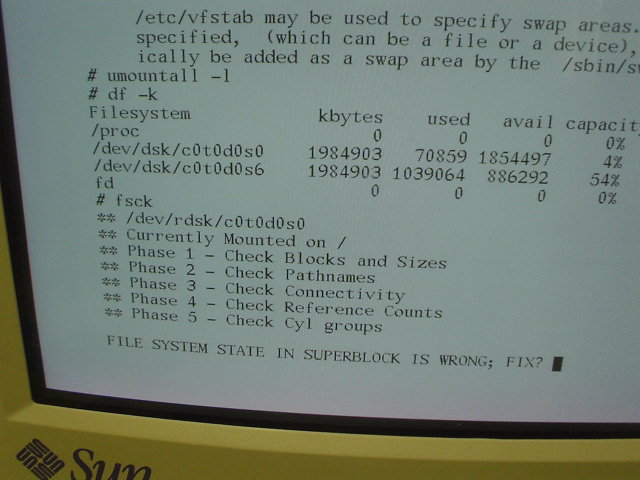 /etc/vfstab may be used to specify swap areas.
specified, (which can be a file or a device),
ically be added as a swap area by the /sbin/sw
# umountall -l
# df -k
Filesystem kbytes used avail capacity
/proc 0 0 0 0%
/dev/dsk/c0t0d0s0 1984903 70859 1854497 4%
/dev/dsk/c0t0d0s6 1984903 1039064 886292 54%
fd 0 0 0 0%
# fsck
** /dev/rdsk/c0t0d0s0
** Currently Mounted on /
** Phase 1 - Check Blocks and Sizes
** Phase 2 - Check Pathnames
** Phase 3 - Check Connectivity
** Phase 4 - Check Reference Counts
** Phase 5 - Check Cyl groups
FILE SYSTEM STATE IN SUPERBLOCK IS WRONG; FIX?
Sun